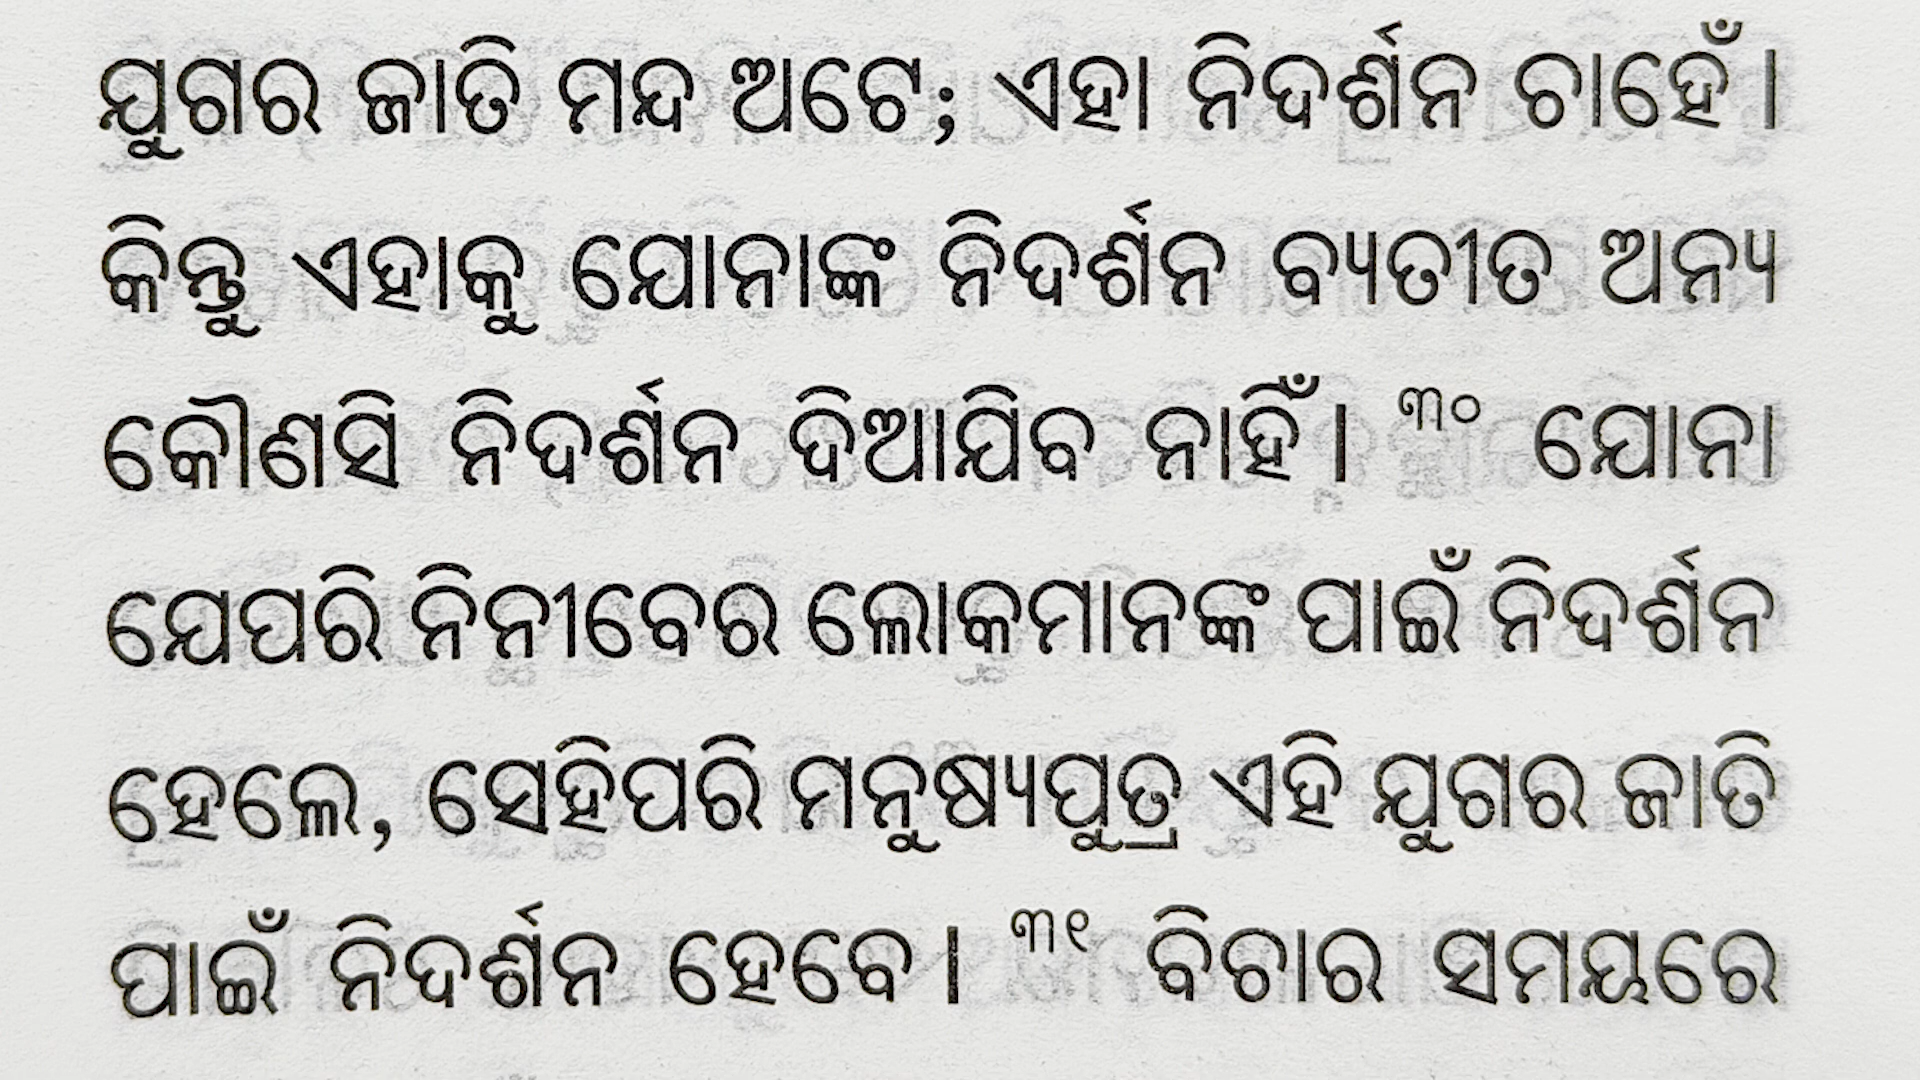 ଯୁଗର ଜାତି ମନ୍ଦ ଅଟେ; ଏହା ନିଦର୍ଶନ ଚାହେଁ।
କିନ୍ତୁ ଏହାକୁ ଯୋନାଙ୍କ ନିଦର୍ଶନ ବ୍ୟତୀତ ଅନ୍ୟ
କୌଣସି ନିଦର୍ଶନ ଦିଆଯିବ ନାହିଁ। ୩୦ ଯୋନା
ଯେପରି ନିନୀବେର ଲୋକମାନଙ୍କ ପାଇଁ ନିଦର୍ଶନ
ହେଲେ, ସେହିପରି ମନୁଷ୍ୟପୁତ୍ର ଏହି ଯୁଗର ଜାତି
ପାଇଁ ନିଦର୍ଶନ ହେବେ। ୩୧ ବିଚାର ସମୟରେ